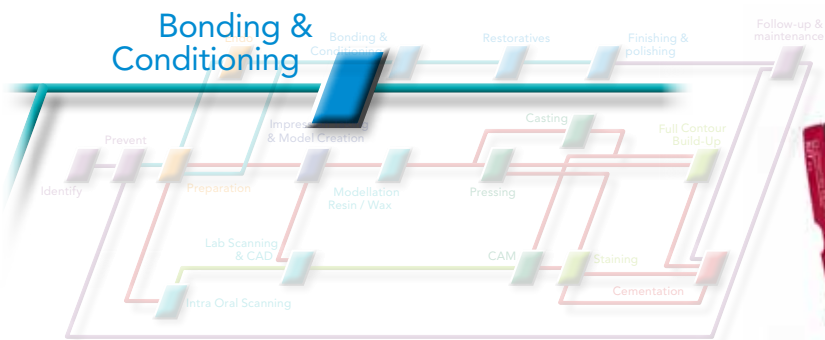 Bonding &
Conditioning
Bonding &
Conditioning
Restoratives
Finishing &
polishing
Follow-up &
maintenance
Casting
Full Contour
Build-Up
& Model Creation
Prevent
Identify
Preparation
Modellation
Resin / Wax
Pressing
Lab Scanning
& CAD
CAM
Staining
Cementation
Intra Oral Scanning